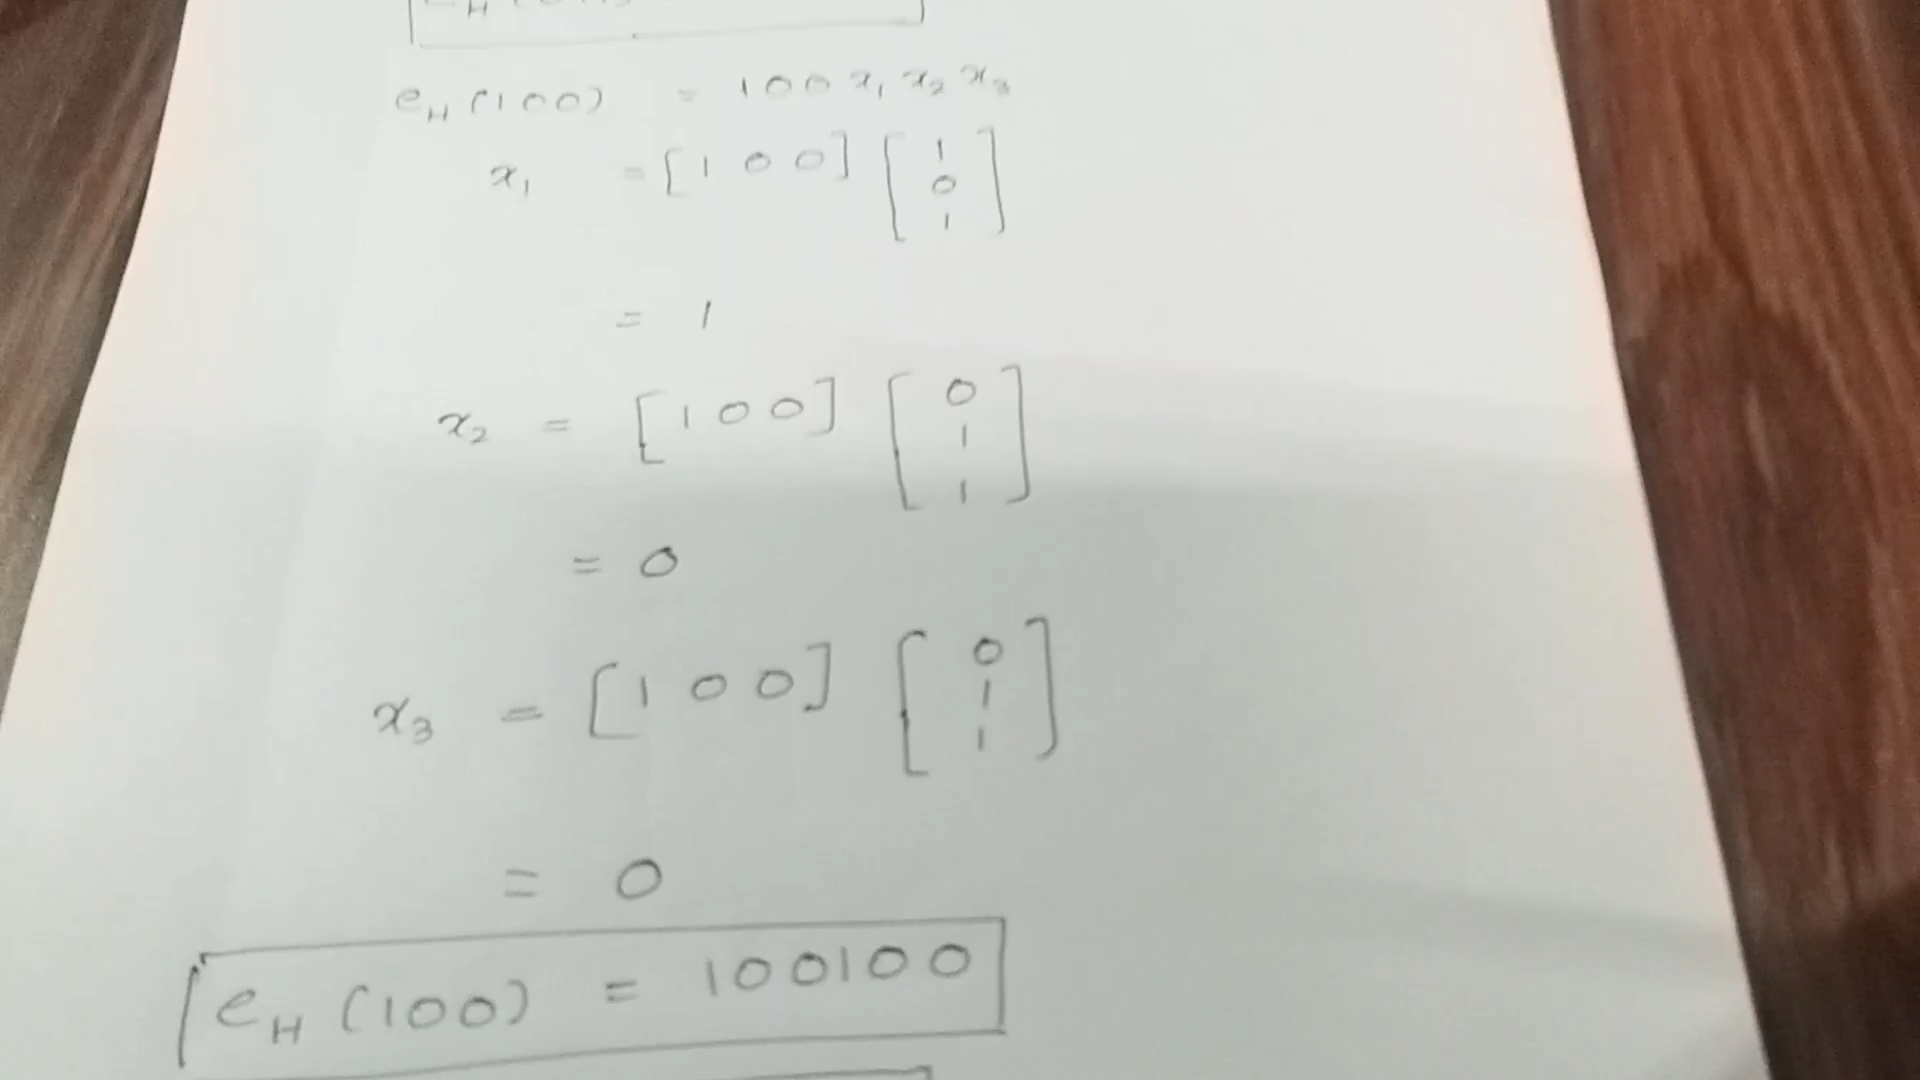 e_H (100) = 100 x₁ x₂ x₃
x₁ = [1 0 0] [1 0 1]
= 1
x₂ = [1 0 0] [0 1 1]
= 0
x₃ = [1 0 0] [0 1 1]
= 0
e_H (100) = 100100